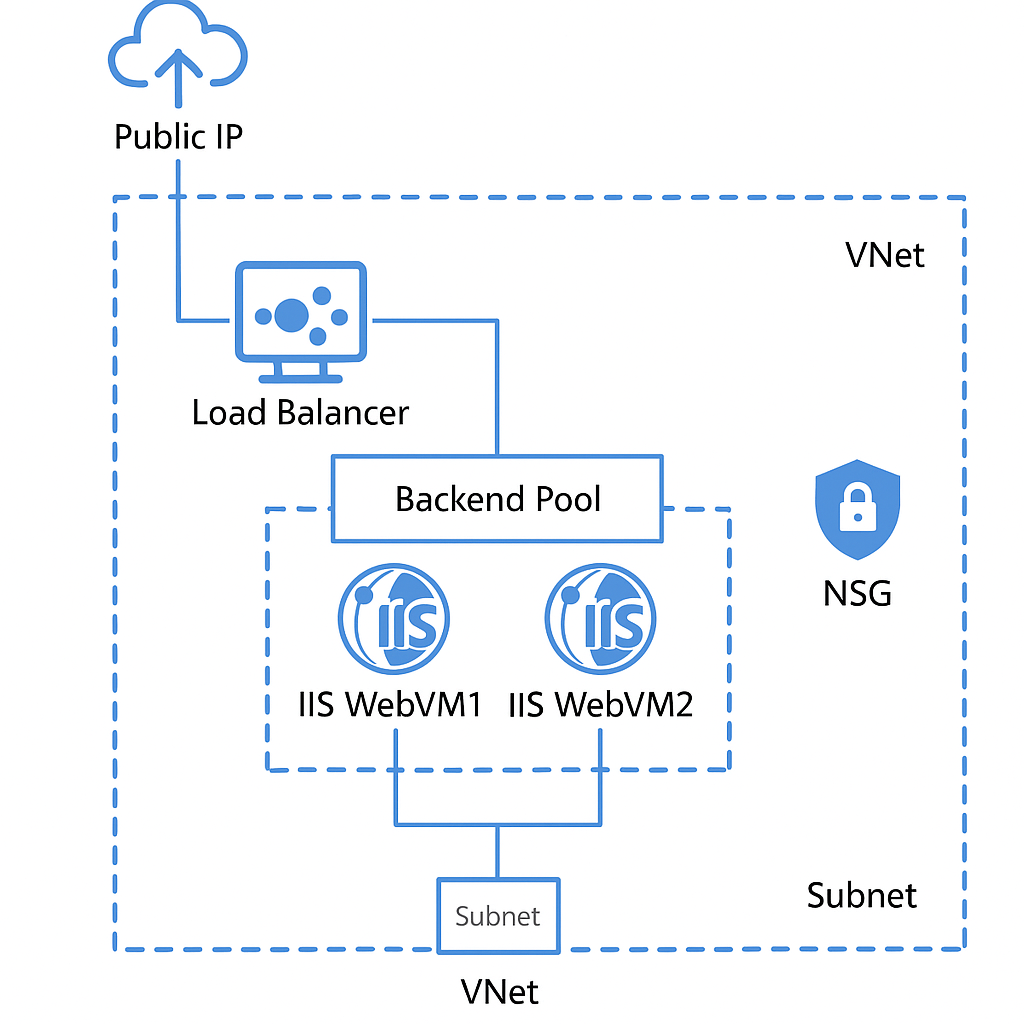 Public IP
VNet
Load Balancer
Backend Pool
NSG
IIS
IIS
IIS WebVM1
IIS WebVM2
Subnet
Subnet
VNet